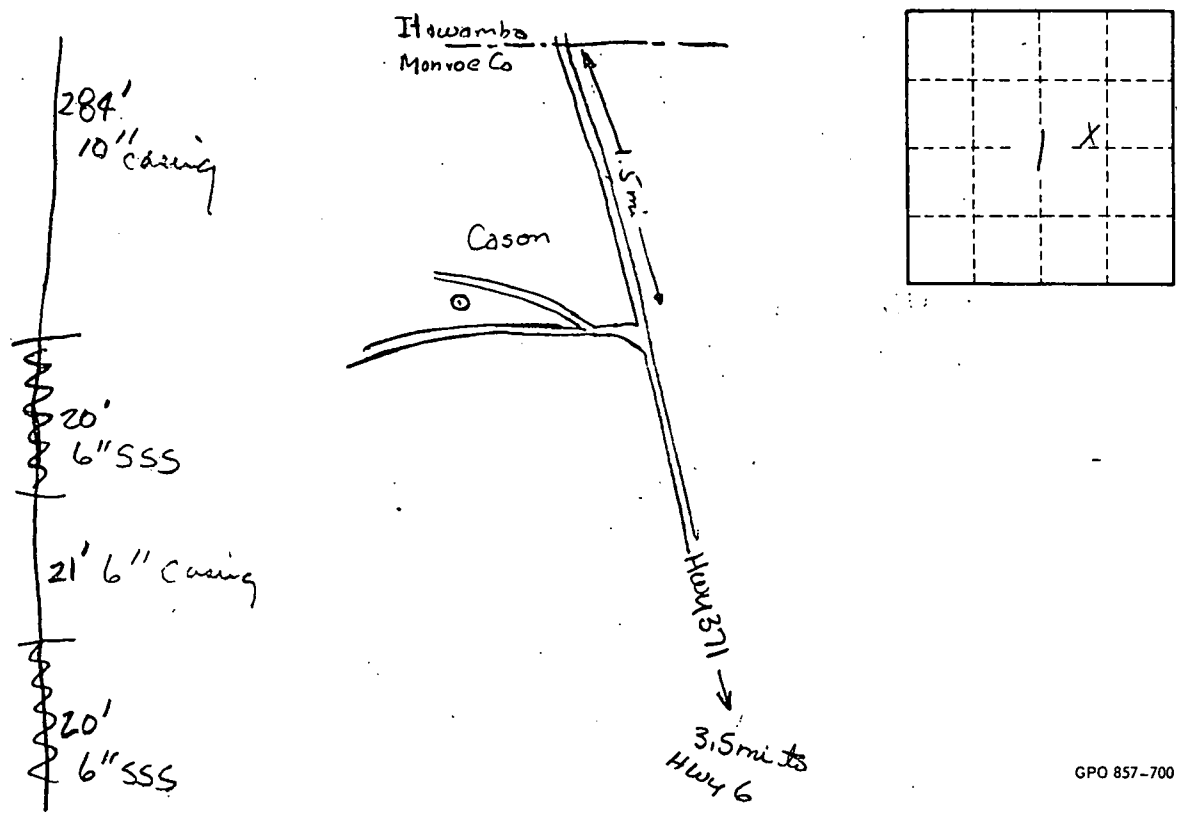 284'
10" casing
20'
6" SSS
21' 6" Casing
20'
6" SSS
Itawamba
Monroe Co
1.5 mi
Cason
Hwy 371
3.5 mi to
Hwy 6
1
X
GPO 857-700